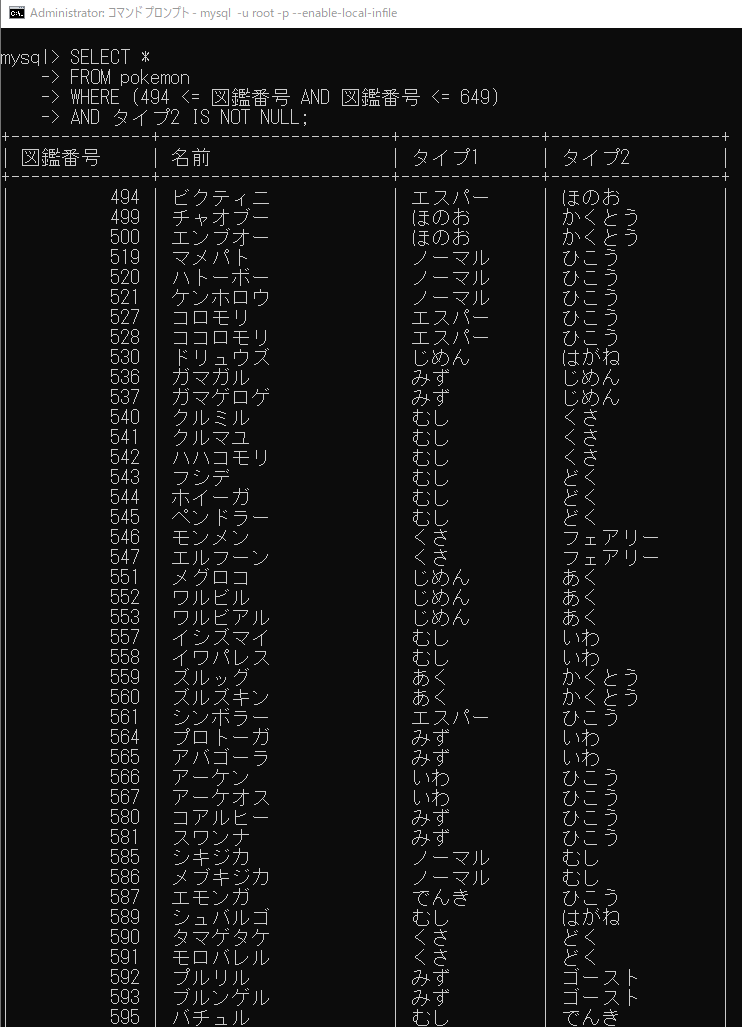 Administrator: コマンドプロンプト - mysql -u root -p --enable-local-infile
mysql> SELECT *
-> FROM pokemon
-> WHERE (494 <= 図鑑番号 AND 図鑑番号 <= 649)
-> AND タイプ2 IS NOT NULL;
+--------------+-----------------------+--------------+-----------------+
| 図鑑番号 | 名前 | タイプ1 | タイプ2 |
+--------------+-----------------------+--------------+-----------------+
| 494 | ビクティニ | エスパー | ほのお |
| 499 | チャオブー | ほのお | かくとう |
| 500 | エンブオー | ほのお | かくとう |
| 519 | マメパト | ノーマル | ひこう |
| 520 | ハトーボー | ノーマル | ひこう |
| 521 | ケンホロウ | ノーマル | ひこう |
| 527 | コロモリ | エスパー | ひこう |
| 528 | ココロモリ | エスパー | ひこう |
| 530 | ドリュウズ | じめん | はがね |
| 536 | ガマガル | みず | じめん |
| 537 | ガマゲロゲ | みず | じめん |
| 540 | クルミル | むし | くさ |
| 541 | クルマユ | むし | くさ |
| 542 | ハハコモリ | むし | くさ |
| 543 | フシデ | むし | どく |
| 544 | ホイーガ | むし | どく |
| 545 | ペンドラー | むし | どく |
| 546 | モンメン | くさ | フェアリー |
| 547 | エルフーン | くさ | フェアリー |
| 551 | メグロコ | じめん | あく |
| 552 | ワルビル | じめん | あく |
| 553 | ワルビアル | じめん | あく |
| 557 | イシズマイ | むし | いわ |
| 558 | イワパレス | むし | いわ |
| 559 | ズルッグ | あく | かくとう |
| 560 | ズルズキン | あく | かくとう |
| 561 | シンボラー | エスパー | ひこう |
| 564 | プロトーガ | みず | いわ |
| 565 | アバゴーラ | みず | いわ |
| 566 | アーケン | いわ | ひこう |
| 567 | アーケオス | いわ | ひこう |
| 580 | コアルヒー | みず | ひこう |
| 581 | スワンナ | みず | ひこう |
| 585 | シキジカ | ノーマル | むし |
| 586 | メブキジカ | ノーマル | むし |
| 587 | エモンガ | でんき | ひこう |
| 589 | シュバルゴ | むし | はがね |
| 590 | タマゲタケ | くさ | どく |
| 591 | モロバレル | くさ | どく |
| 592 | プルリル | みず | ゴースト |
| 593 | ブルンゲル | みず | ゴースト |
| 595 | バチュル | むし | でんき |